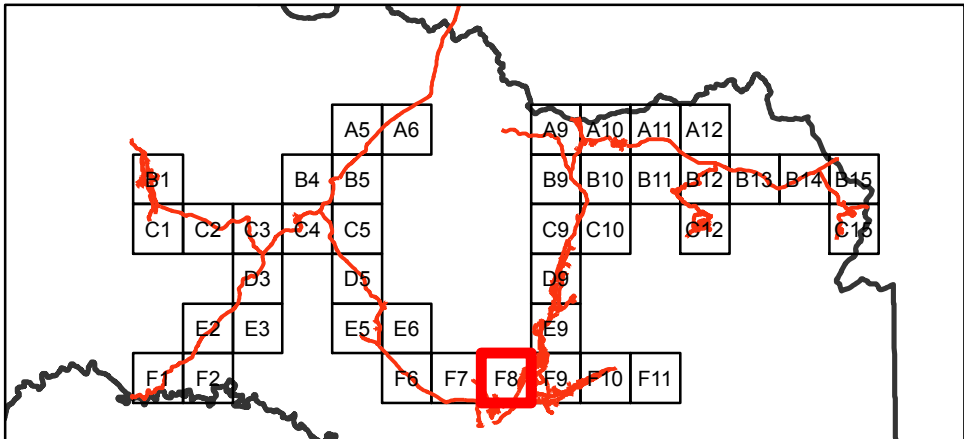 A5 A6 A9 A10 A11 A12
B1 B4 B5 B9 B10 B11 B12 B13 B14 B15
C1 C2 C3 C4 C5 C9 C10 C12 C15
D3 D5 D9
E2 E3 E5 E6 E9
F1 F2 F6 F7 F8 F9 F10 F11